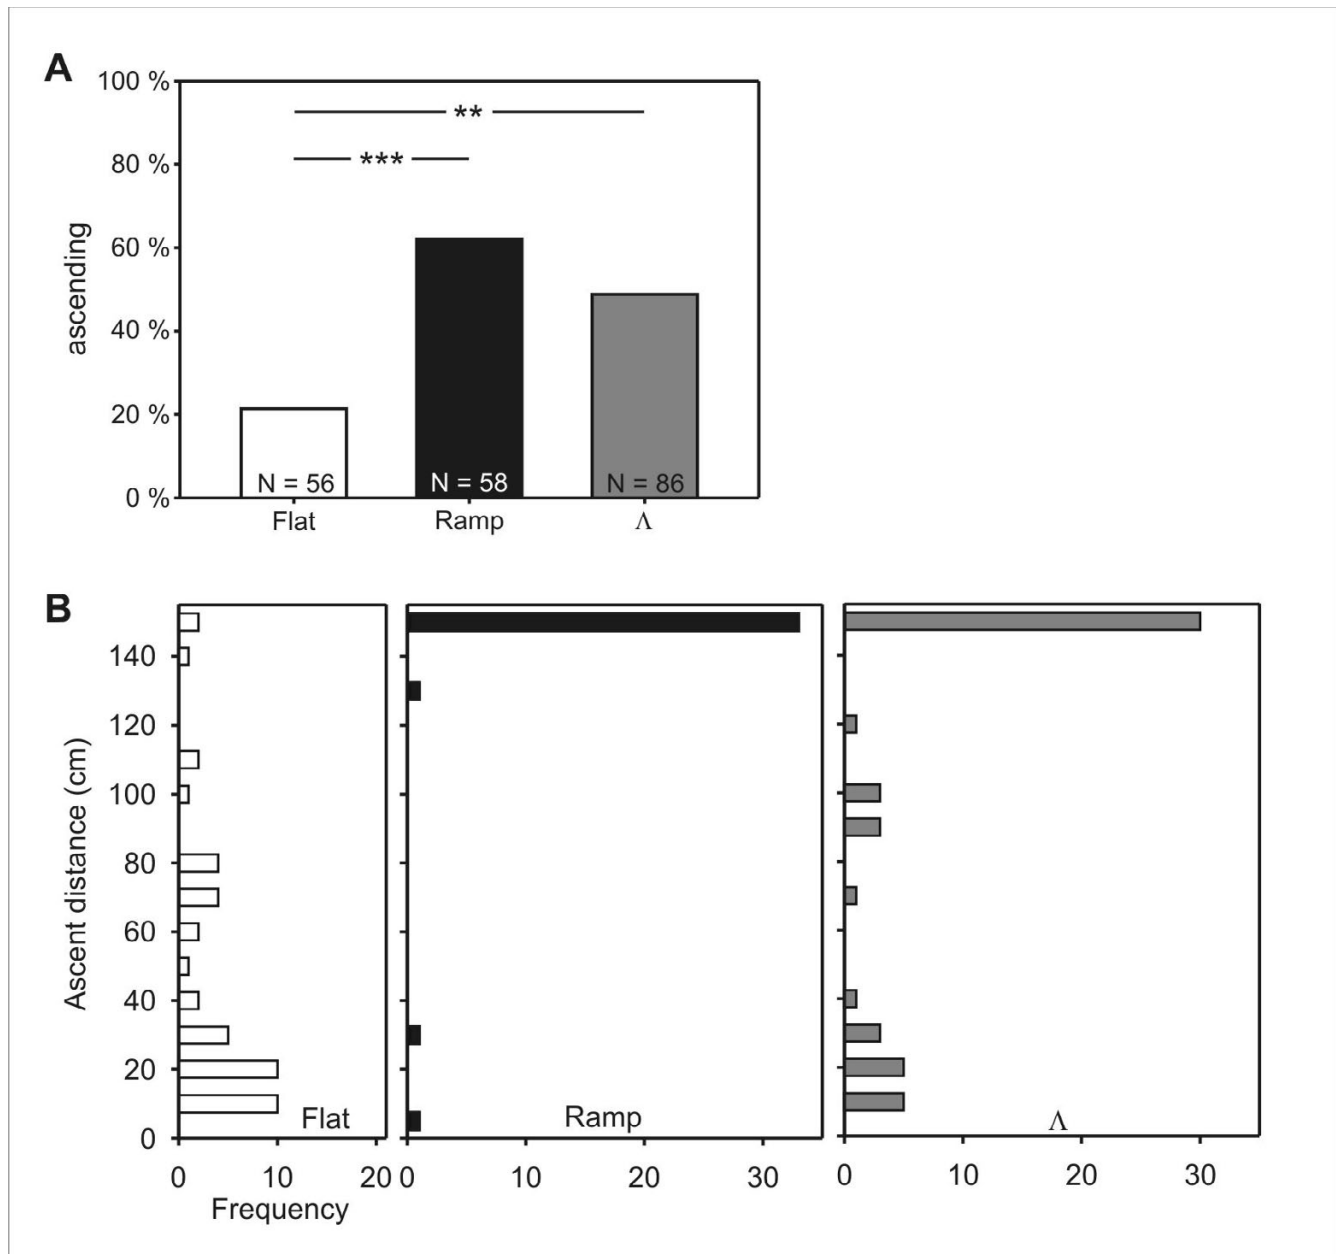 A
100 %
80 %
60 %
40 %
20 %
0 %
ascending
**
***
N = 56
N = 58
N = 86
Flat
Ramp
Λ
B
140
120
100
80
60
40
20
0
Ascent distance (cm)
Flat
Ramp
Λ
0 10 20
0 10 20 30
0 10 20 30
Frequency